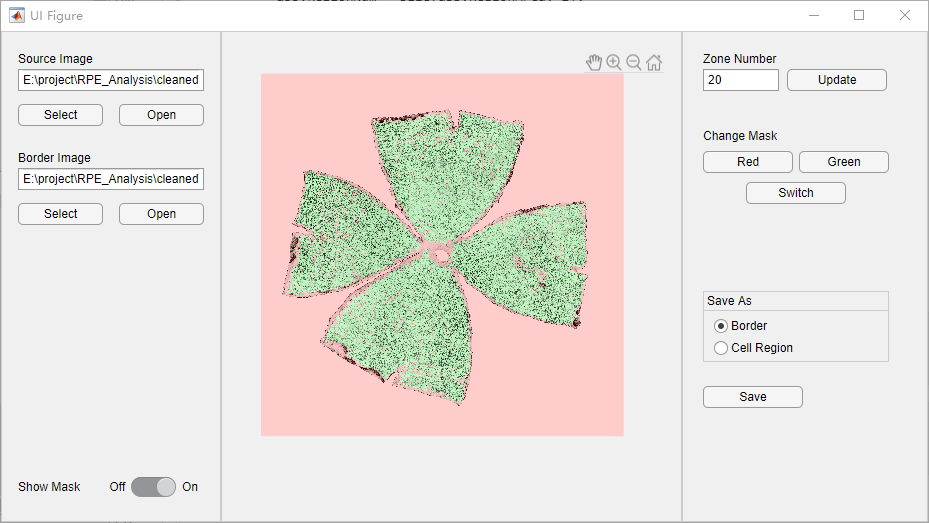 UI Figure
Source Image
E:\project\RPE_Analysis\cleaned
Select Open
Border Image
E:\project\RPE_Analysis\cleaned
Select Open
Show Mask Off On
Zone Number
20 Update
Change Mask
Red Green
Switch
Save As
Border
Cell Region
Save